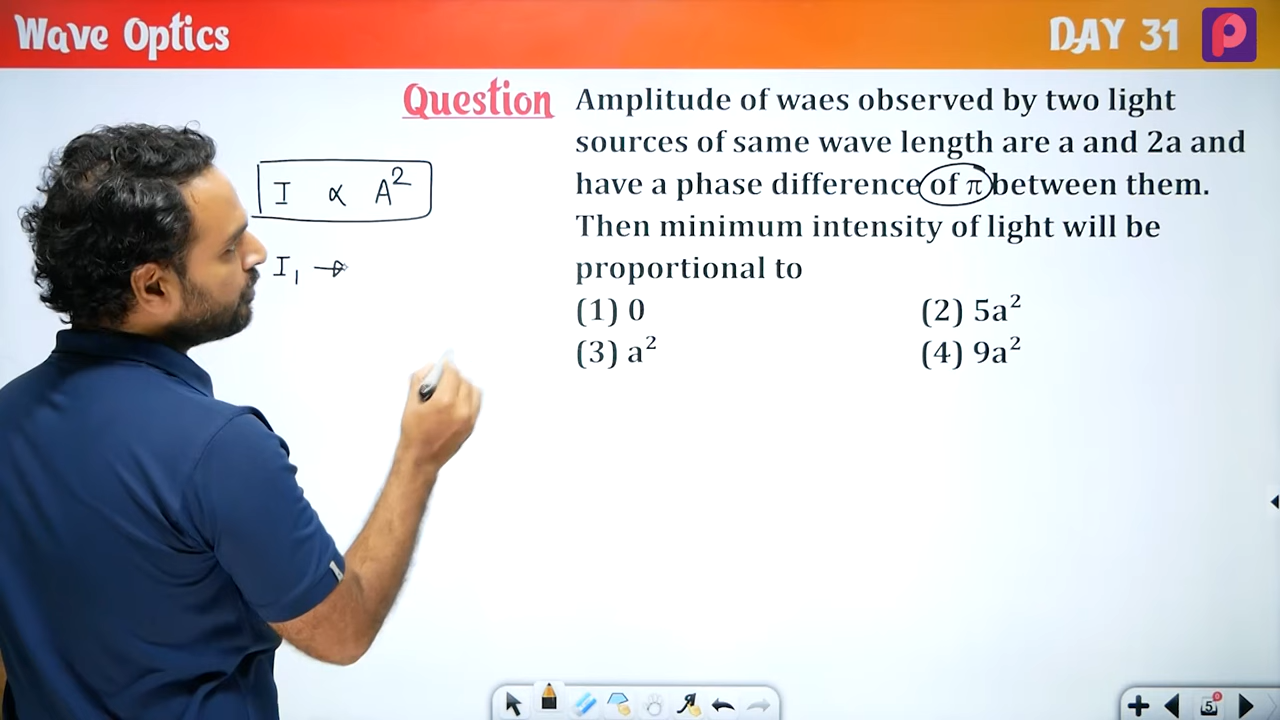 Wave Optics
DAY 31
Question
Amplitude of waes observed by two light
sources of same wave length are a and 2a and
have a phase difference of π between them.
Then minimum intensity of light will be
proportional to
(1) 0
(2) 5a²
(3) a²
(4) 9a²
I ∝ A²
I₁ →
5